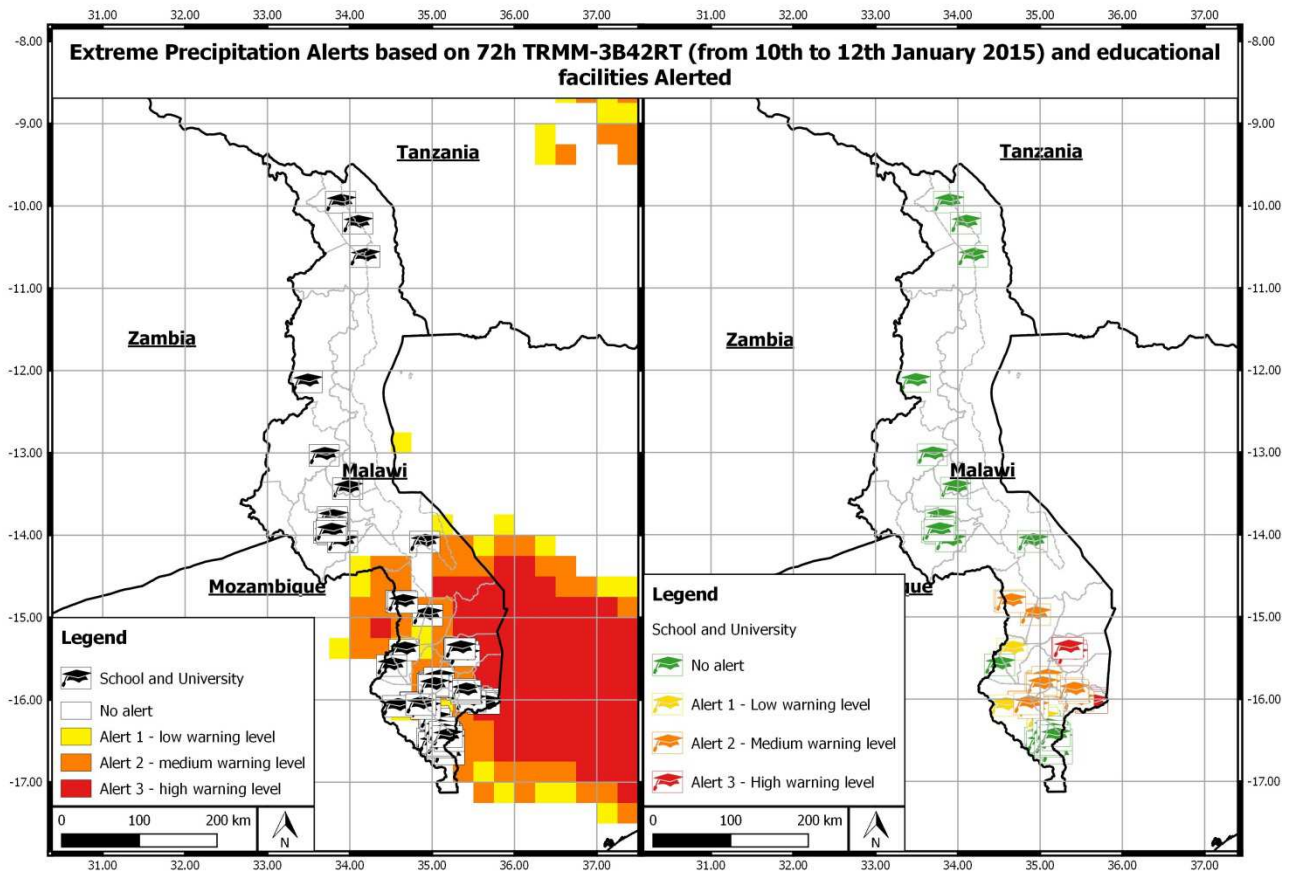 31.00 32.00 33.00 34.00 35.00 36.00 37.00 31.00 32.00 33.00 34.00 35.00 36.00 37.00
Extreme Precipitation Alerts based on 72h TRMM-3B42RT (from 10th to 12th January 2015) and educational
facilities Alerted
-8.00
-9.00
-10.00
-11.00
-12.00
-13.00
-14.00
-15.00
-16.00
-17.00
Tanzania
Zambia
Malawi
Mozambique
Legend
School and University
No alert
Alert 1 - low warning level
Alert 2 - medium warning level
Alert 3 - high warning level
0 100 200 km
N
Tanzania
Zambia
Malawi
que
Legend
School and University
No alert
Alert 1 - Low warning level
Alert 2 - Medium warning level
Alert 3 - High warning level
0 100 200 km
N
-8.00
-9.00
-10.00
-11.00
-12.00
-13.00
-14.00
-15.00
-16.00
-17.00
31.00 32.00 33.00 34.00 35.00 36.00 37.00 31.00 32.00 33.00 34.00 35.00 36.00 37.00